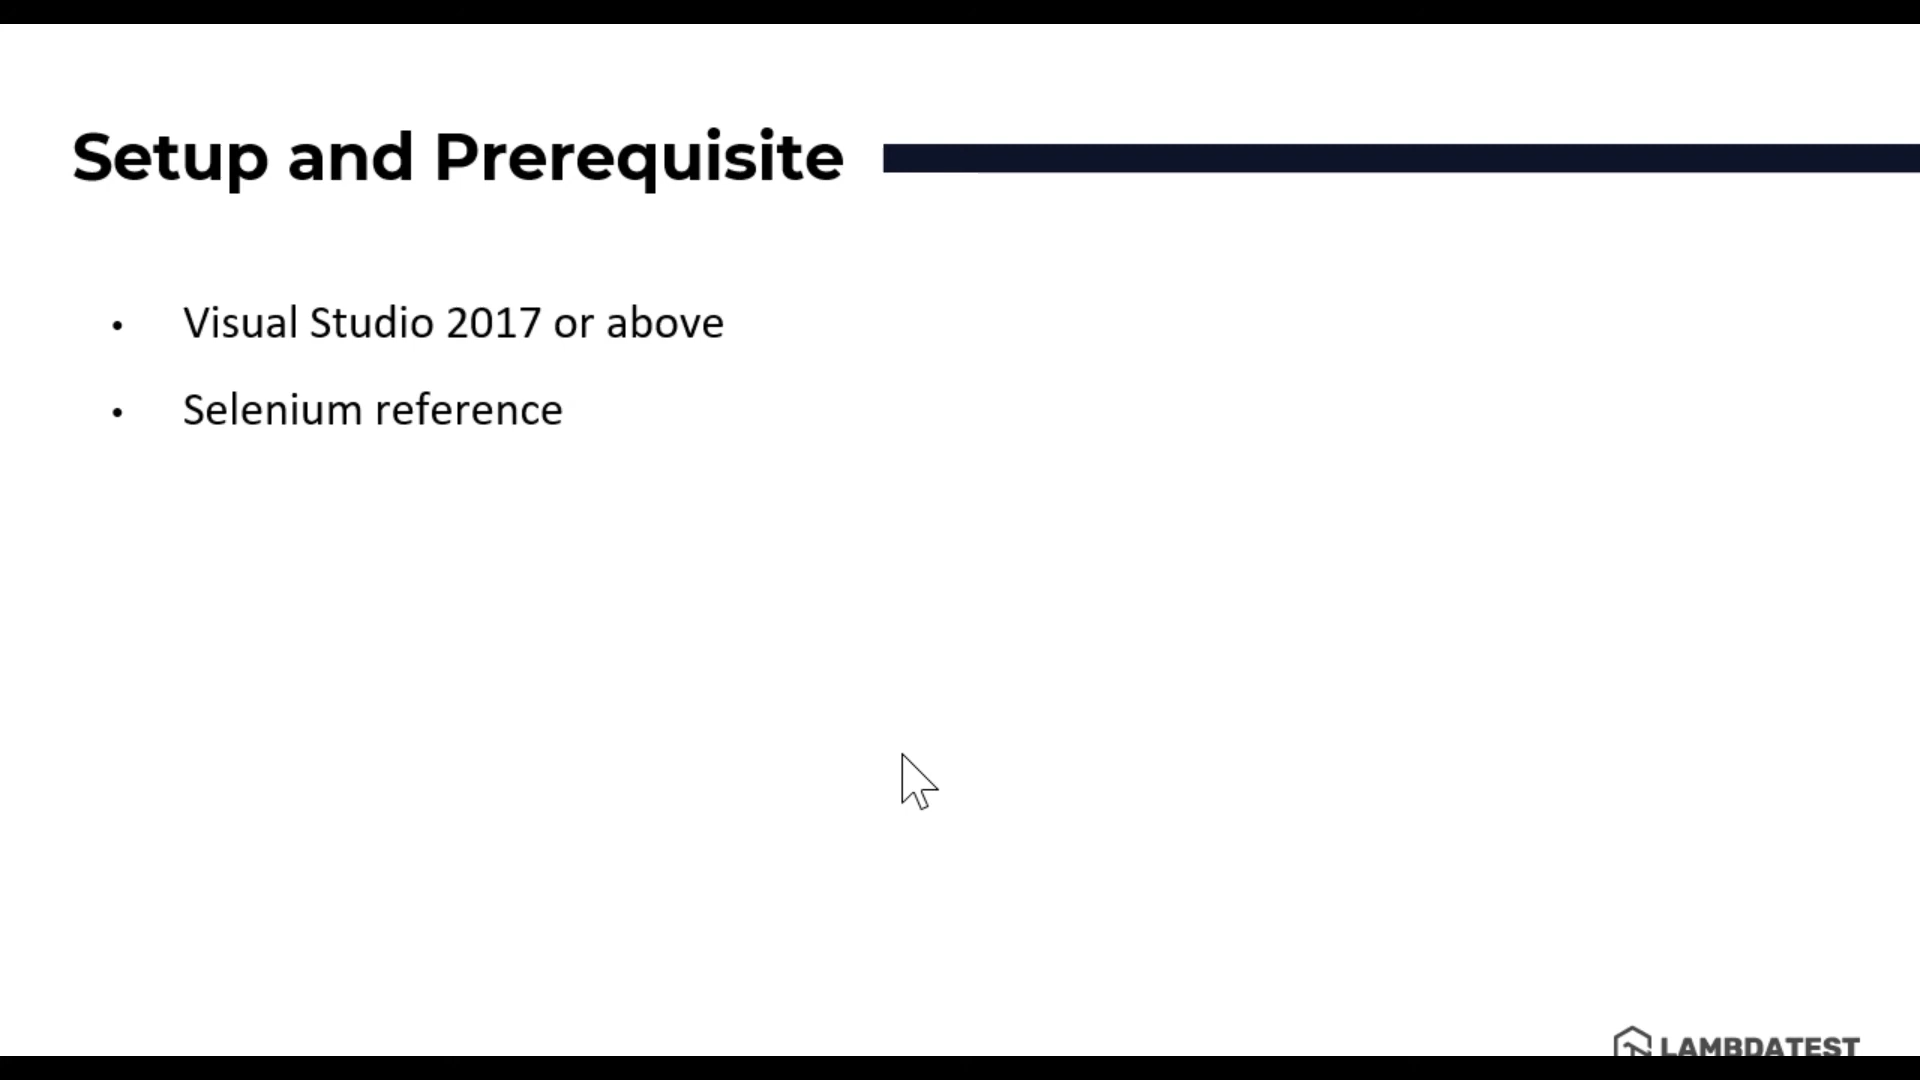 Setup and Prerequisite
• Visual Studio 2017 or above
• Selenium reference
LAMBDATEST